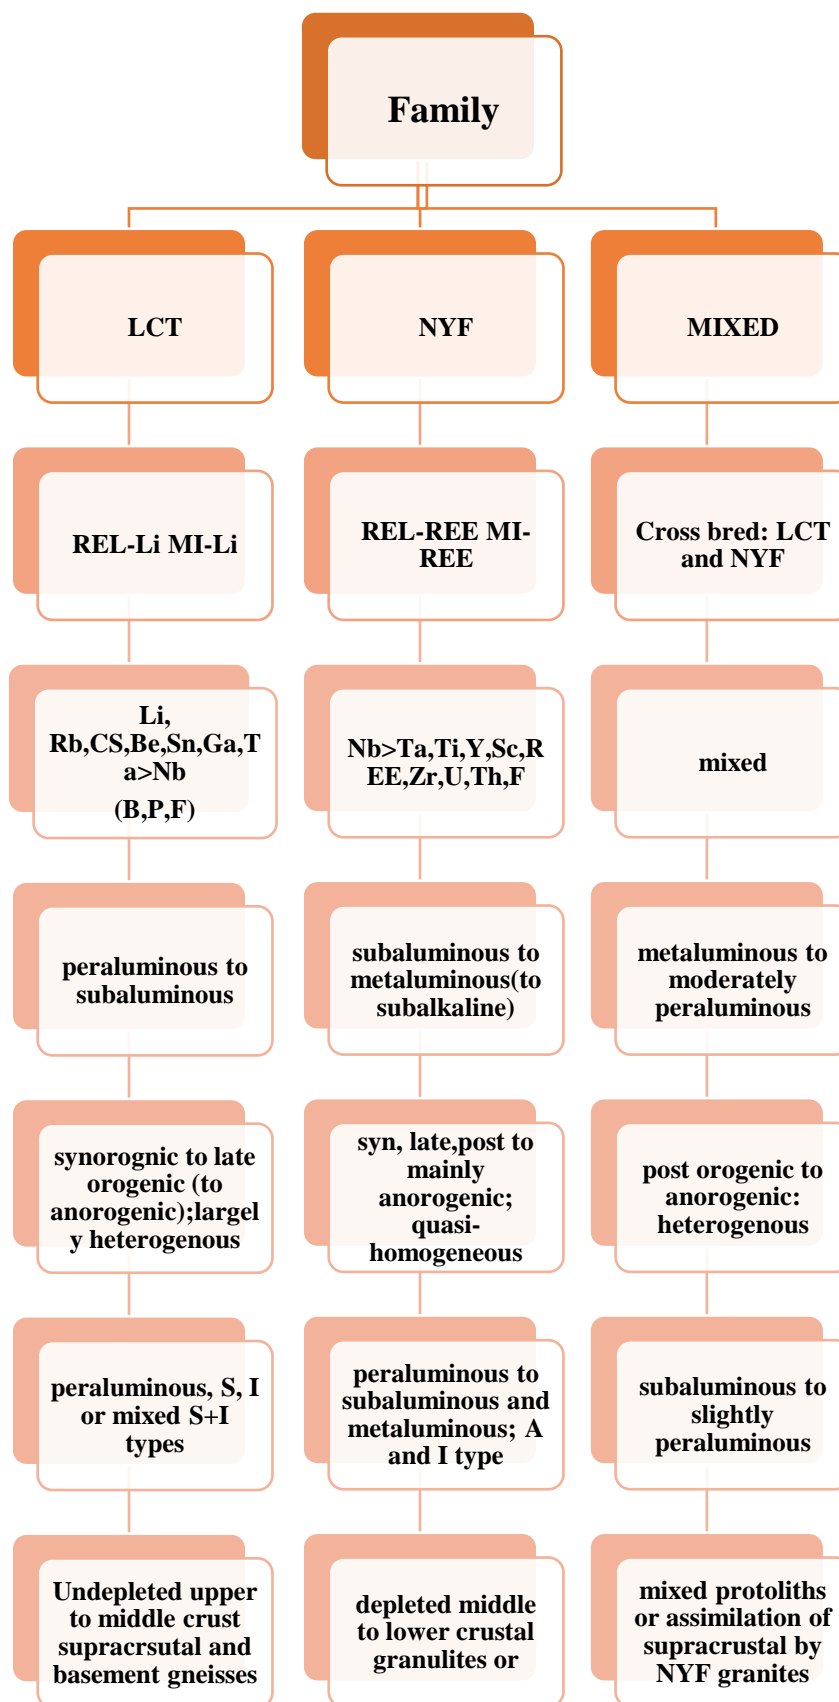 Family
LCT
NYF
MIXED
REL-Li MI-Li
REL-REE MI-
REE
Cross bred: LCT
and NYF
Li,
Rb,CS,Be,Sn,Ga,T
a>Nb
(B,P,F)
Nb>Ta,Ti,Y,Sc,R
EE,Zr,U,Th,F
mixed
peraluminous to
subaluminous
subaluminous to
metaluminous(to
subalkaline)
metaluminous to
moderately
peraluminous
synorognic to late
orogenic (to
anorogenic);largel
y heterogenous
syn, late,post to
mainly
anorogenic;
quasi-
homogeneous
post orogenic to
anorogenic:
heterogenous
peraluminous, S, I
or mixed S+I
types
peraluminous to
subaluminous and
metaluminous; A
and I type
subaluminous to
slightly
peraluminous
Undepleted upper
to middle crust
supracrsutal and
basement gneisses
depleted middle
to lower crustal
granulites or
mixed protoliths
or assimilation of
supracrustal by
NYF granites